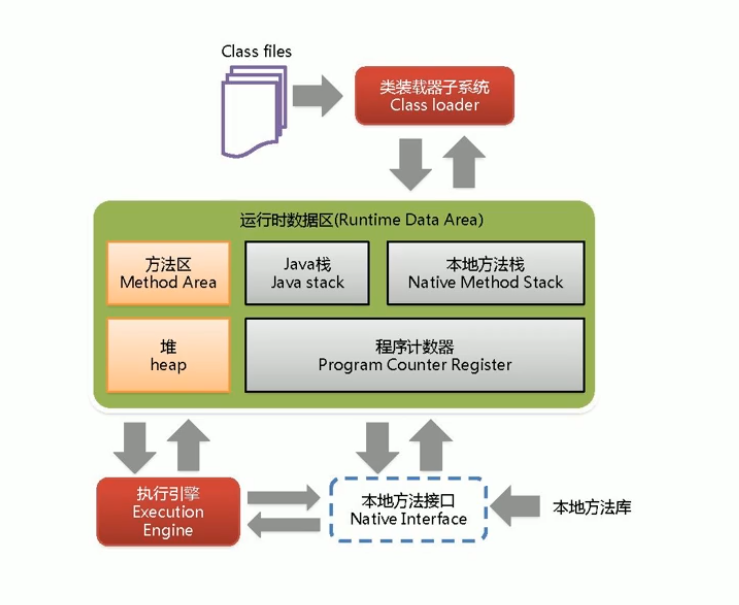 Class files
类装载器子系统
Class loader
运行时数据区(Runtime Data Area)
方法区
Method Area
Java栈
Java stack
本地方法栈
Native Method Stack
堆
heap
程序计数器
Program Counter Register
执行引擎
Execution
Engine
本地方法接口
Native Interface
本地方法库